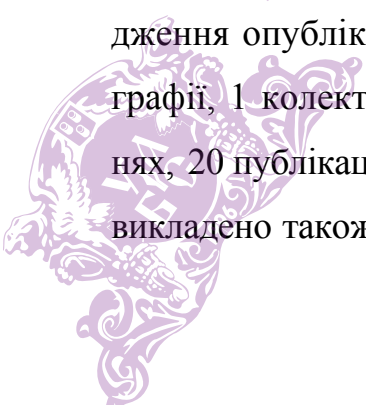 дження опублік
графії, 1 колект
нях, 20 публікац
викладено також